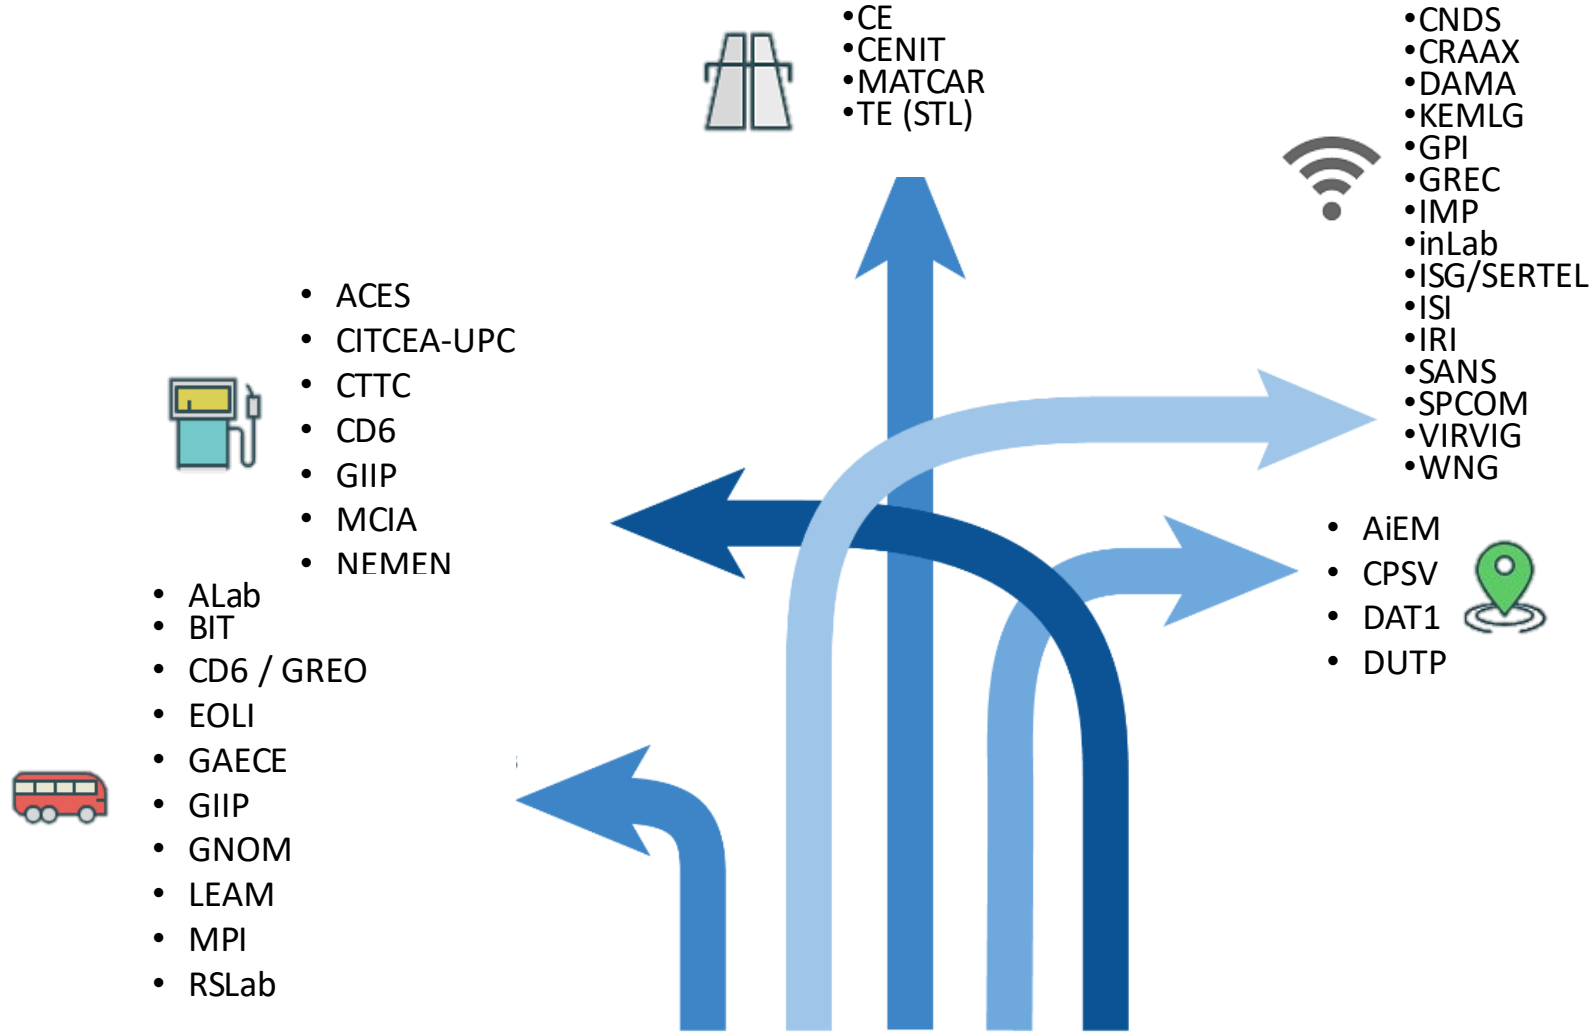 •CE
•CENIT
•MATCAR
•TE (STL)
•CNDS
•CRAAX
•DAMA
•KEMLG
•GPI
•GREC
•IMP
•inLab
•ISG/SERTEL
•ISI
•IRI
•SANS
•SPCOM
•VIRVIG
•WNG
• ACES
• CITCEA-UPC
• CTTC
• CD6
• GIIP
• MCIA
• NEMEN
• AiEM
• CPSV
• DAT1
• DUTP
• ALab
• BIT
• CD6 / GREO
• EOLI
• GAECE
• GIIP
• GNOM
• LEAM
• MPI
• RSLab